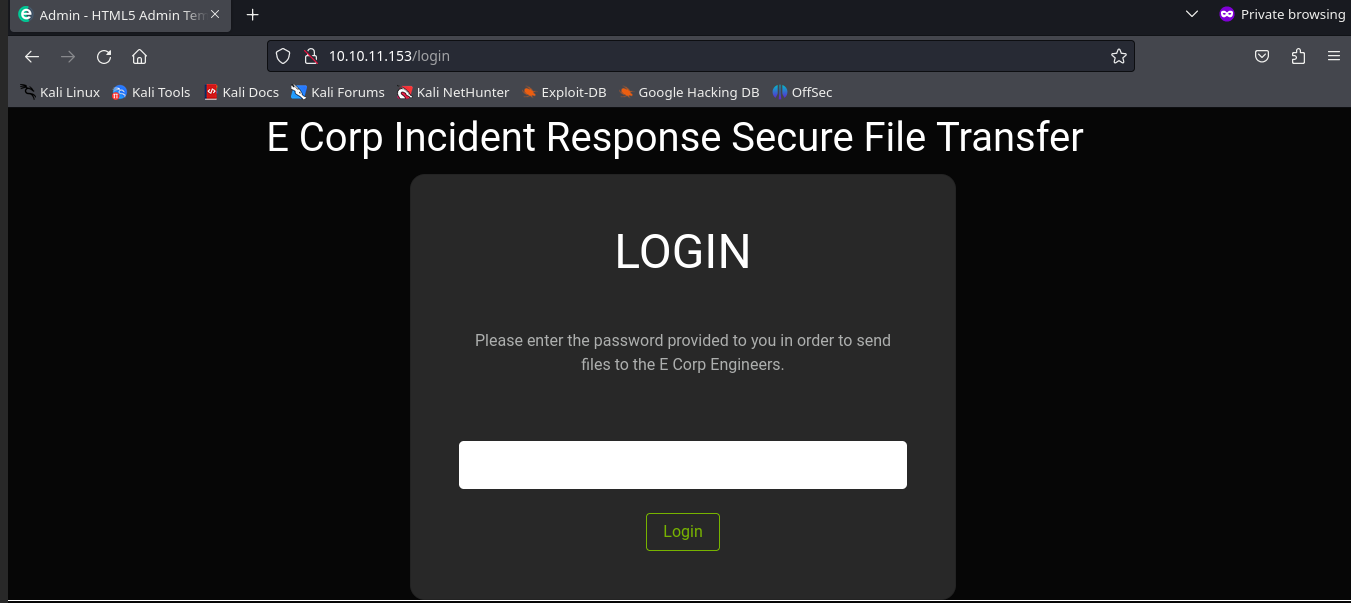 Admin - HTML5 Admin Tem
Private browsing
10.10.11.153/login
Kali Linux Kali Tools Kali Docs Kali Forums Kali NetHunter Exploit-DB Google Hacking DB OffSec
E Corp Incident Response Secure File Transfer
LOGIN
Please enter the password provided to you in order to send
files to the E Corp Engineers.
Login